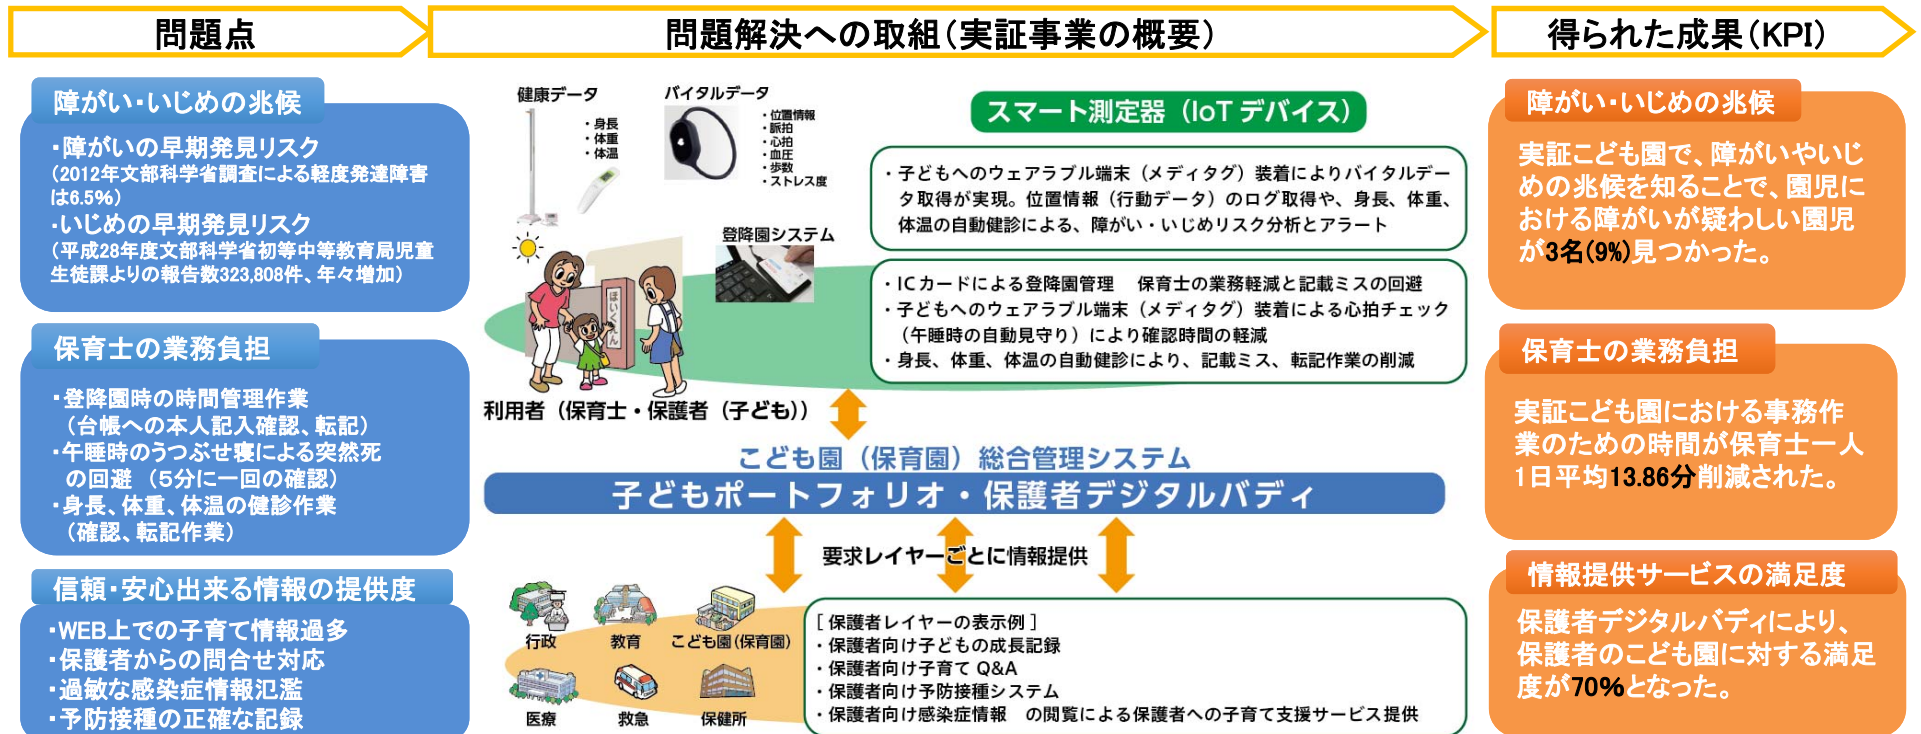 問題点
問題解決への取組(実証事業の概要)
得られた成果(KPI)
障がい・いじめの兆候
・障がいの早期発見リスク
(2012年文部科学省調査による軽度発達障害
は6.5%)
・いじめの早期発見リスク
(平成28年度文部科学省初等中等教育局児童
生徒課よりの報告数323,808件、年々増加)
保育士の業務負担
・登降園時の時間管理作業
(台帳への本人記入確認、転記)
・午睡時のうつぶせ寝による突然死
の回避 (5分に一回の確認)
・身長、体重、体温の健診作業
(確認、転記作業)
信頼・安心出来る情報の提供度
・WEB上での子育て情報過多
・保護者からの問合せ対応
・過敏な感染症情報氾濫
・予防接種の正確な記録
健康データ
・身長
・体重
・体温
バイタルデータ
・位置情報
・脈拍
・心拍
・血圧
・歩数
・ストレス度
スマート測定器(IoTデバイス)
・子どもへのウェアラブル端末(メディタグ)装着によりバイタルデー
タ取得が実現。位置情報(行動データ)のログ取得や、身長、体重、
体温の自動健診による、障がい・いじめリスク分析とアラート
登降園システム
ほいくえん
・ICカードによる登降園管理 保育士の業務軽減と記載ミスの回避
・子どもへのウェアラブル端末(メディタグ)装着による心拍チェック
(午睡時の自動見守り)により確認時間の軽減
・身長、体重、体温の自動健診により、記載ミス、転記作業の削減
利用者(保育士・保護者(子ども))
こども園(保育園)総合管理システム
子どもポートフォリオ・保護者デジタルバディ
要求レイヤーごとに情報提供
行政
教育
こども園(保育園)
医療
救急
保健所
[保護者レイヤーの表示例]
・保護者向け子どもの成長記録
・保護者向け子育てQ&A
・保護者向け予防接種システム
・保護者向け感染症情報 の閲覧による保護者への子育て支援サービス提供
障がい・いじめの兆候
実証こども園で、障がいやいじ
めの兆候を知ることで、園児に
おける障がいが疑わしい園児
が3名(9%)見つかった。
保育士の業務負担
実証こども園における事務作
業のための時間が保育士一人
1日平均13.86分削減された。
情報提供サービスの満足度
保護者デジタルバディにより、
保護者のこども園に対する満足
度が70%となった。